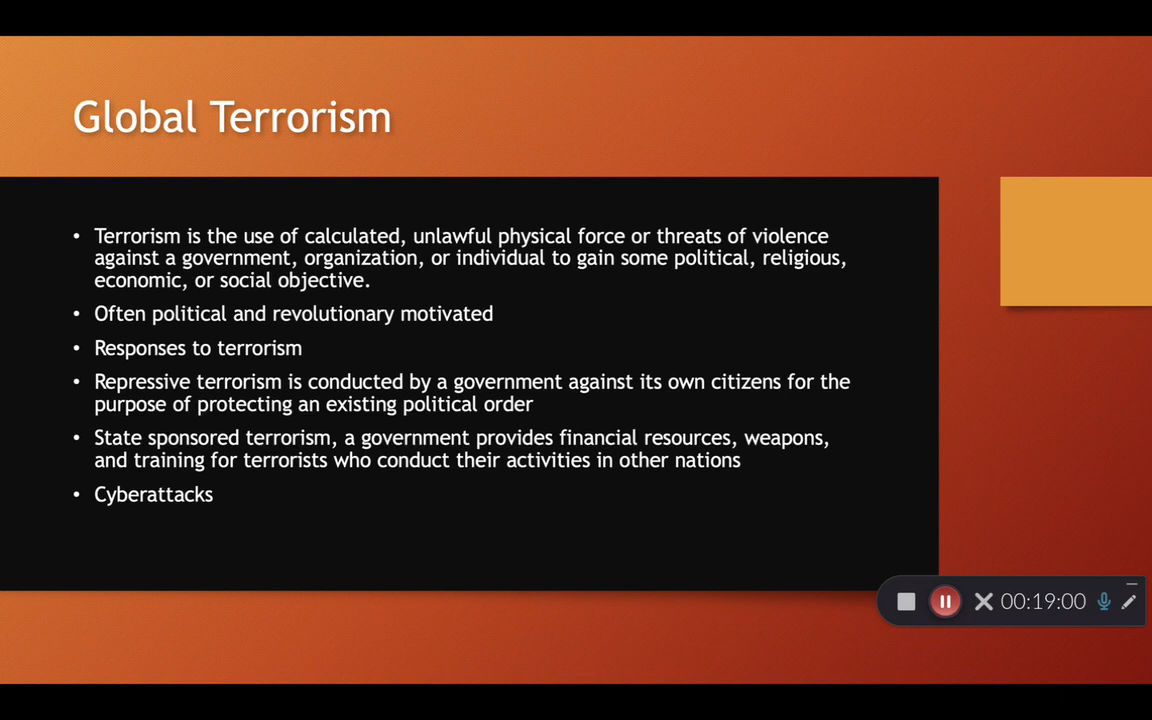 Global Terrorism
• Terrorism is the use of calculated, unlawful physical force or threats of violence
against a government, organization, or individual to gain some political, religious,
economic, or social objective.
• Often political and revolutionary motivated
• Responses to terrorism
• Repressive terrorism is conducted by a government against its own citizens for the
purpose of protecting an existing political order
• State sponsored terrorism, a government provides financial resources, weapons,
and training for terrorists who conduct their activities in other nations
• Cyberattacks
00:19:00